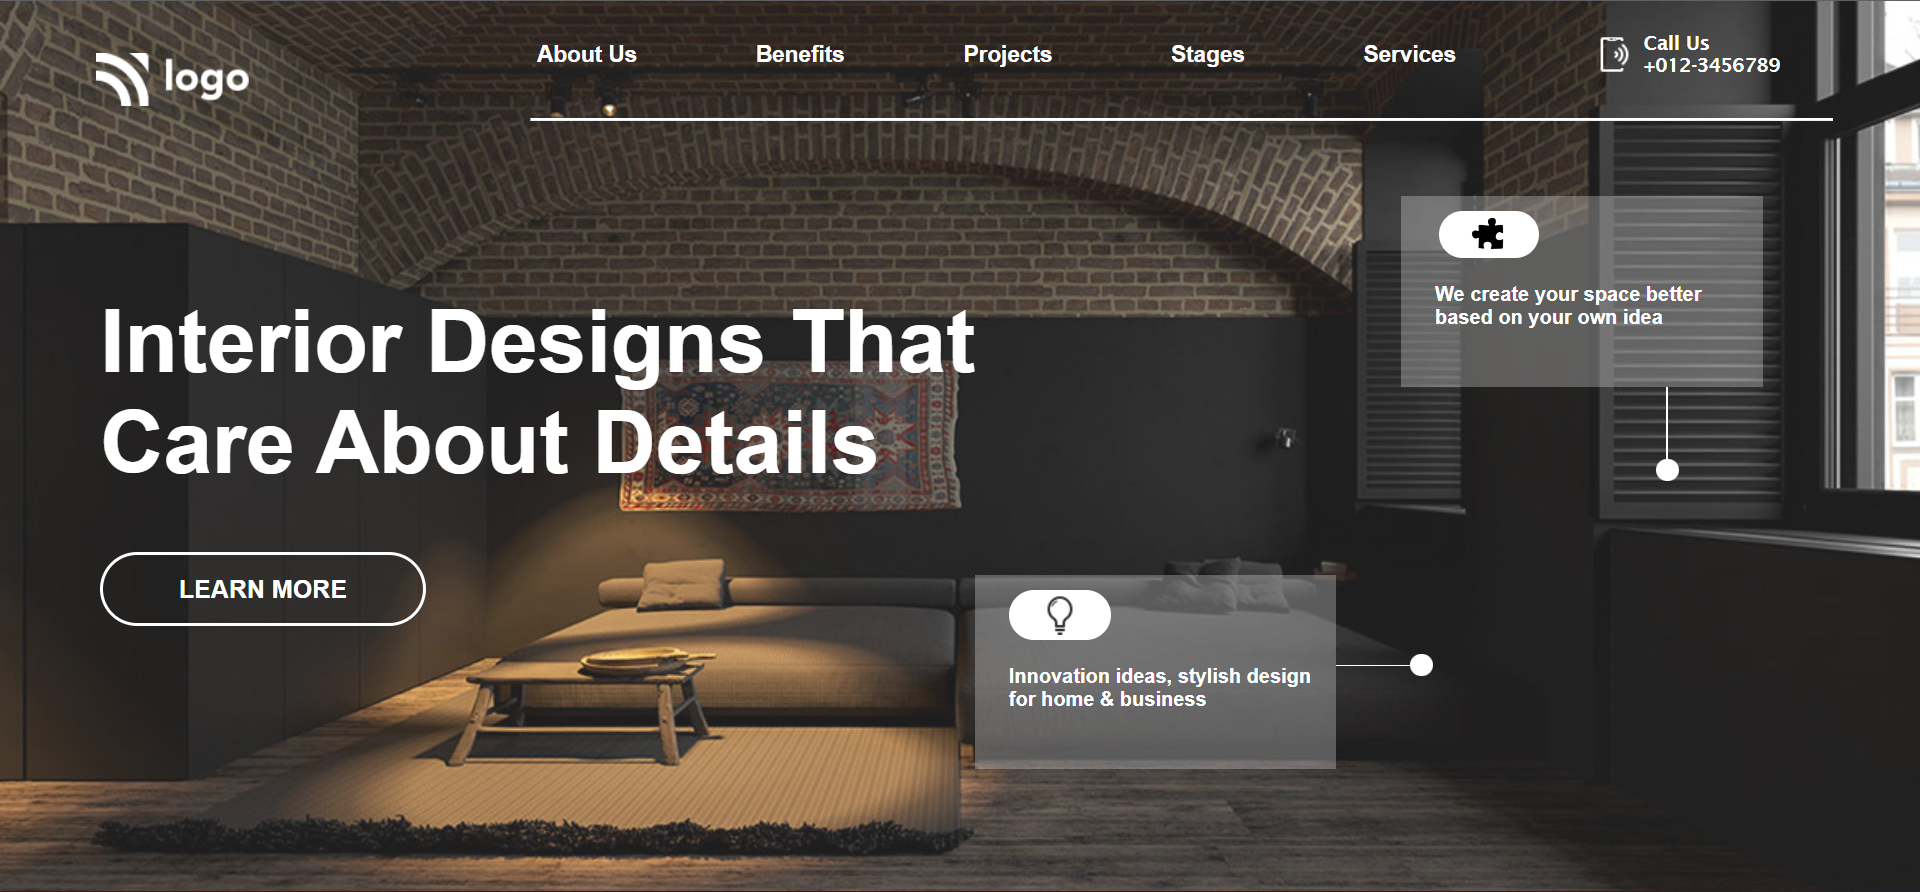 logo
About Us
Benefits
Projects
Stages
Services
Call Us
+012-3456789
We create your space better
based on your own idea
Interior Designs That
Care About Details
LEARN MORE
Innovation ideas, stylish design
for home & business